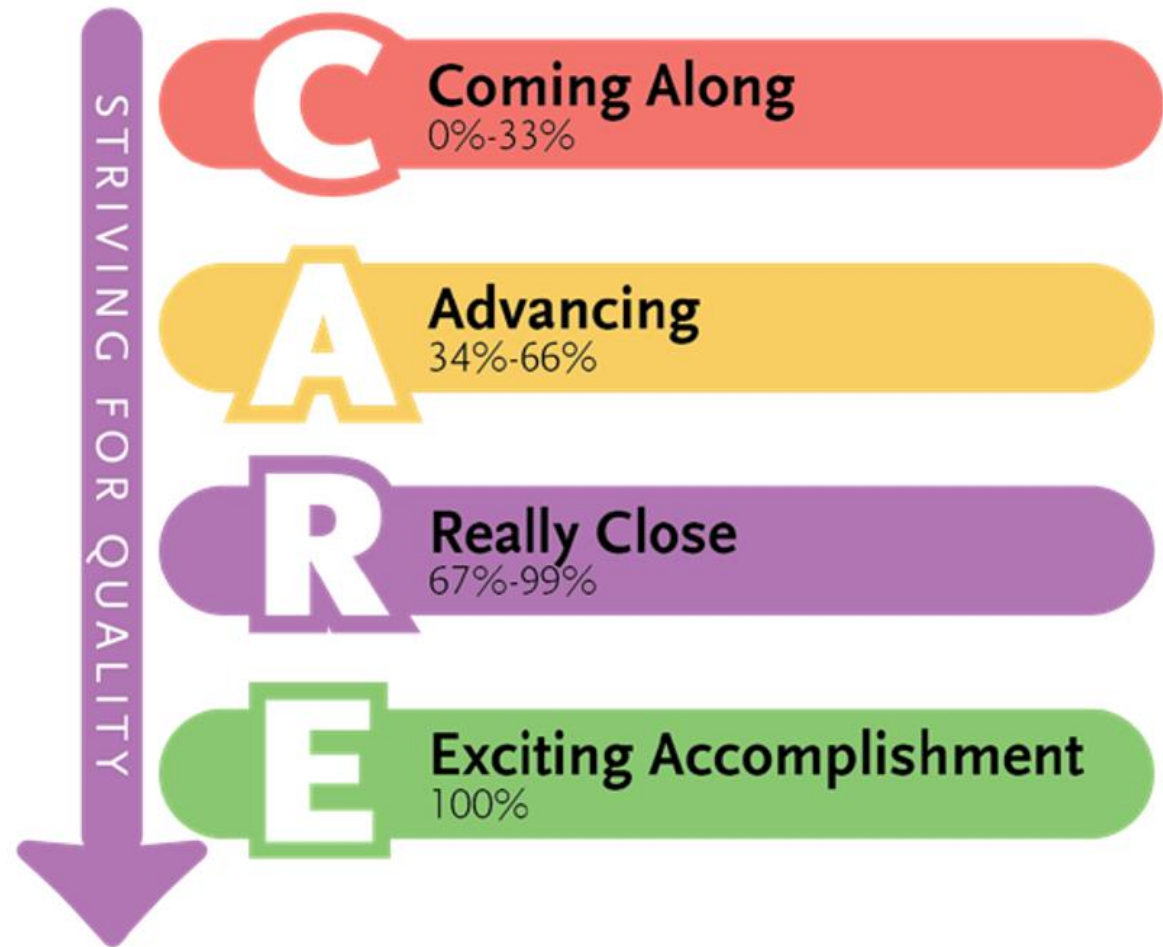 STRIVING FOR QUALITY
C
Coming Along
0%-33%
A
Advancing
34%-66%
R
Really Close
67%-99%
E
Exciting Accomplishment
100%